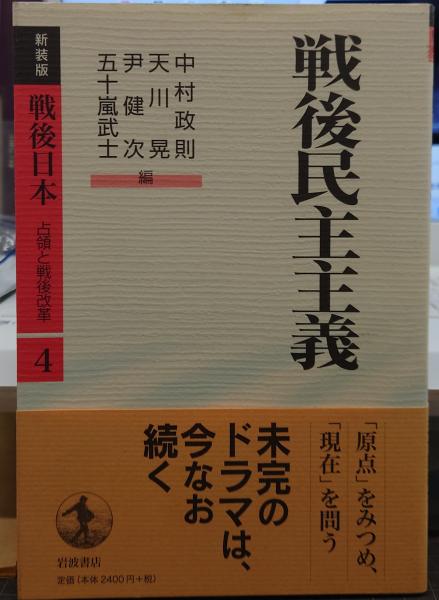 戦後民主主義
中村政則
天川晃
尹健次
五十嵐武士
編
新装版
戦後日本
占領と戦後改革
4
「原点」をみつめ、
「現在」を問う
未完の
ドラマは、
今なお
続く
岩波書店
定価(本体2400円+税)